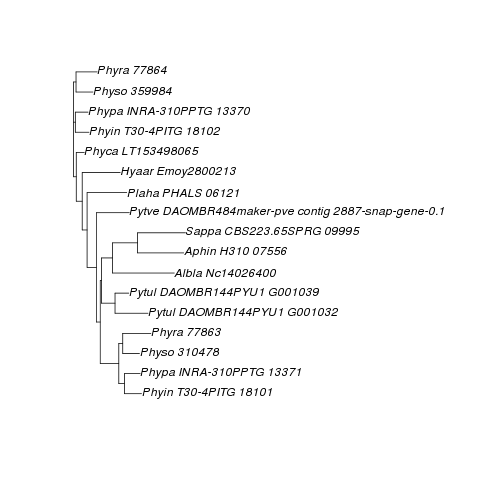 Phyra 77864
Physo 359984
Phypa INRA-310PPTG 13370
Phyin T30-4PITG 18102
Phyca LT153498065
Hyaar Emoy2800213
Plaha PHALS 06121
Pytve DAOMBR484maker-pve contig 2887-snap-gene-0.1
Sappa CBS223.65SPRG 09995
Aphin H310 07556
Albla Nc14026400
Pytul DAOMBR144PYU1 G001039
Pytul DAOMBR144PYU1 G001032
Phyra 77863
Physo 310478
Phypa INRA-310PPTG 13371
Phyin T30-4PITG 18101